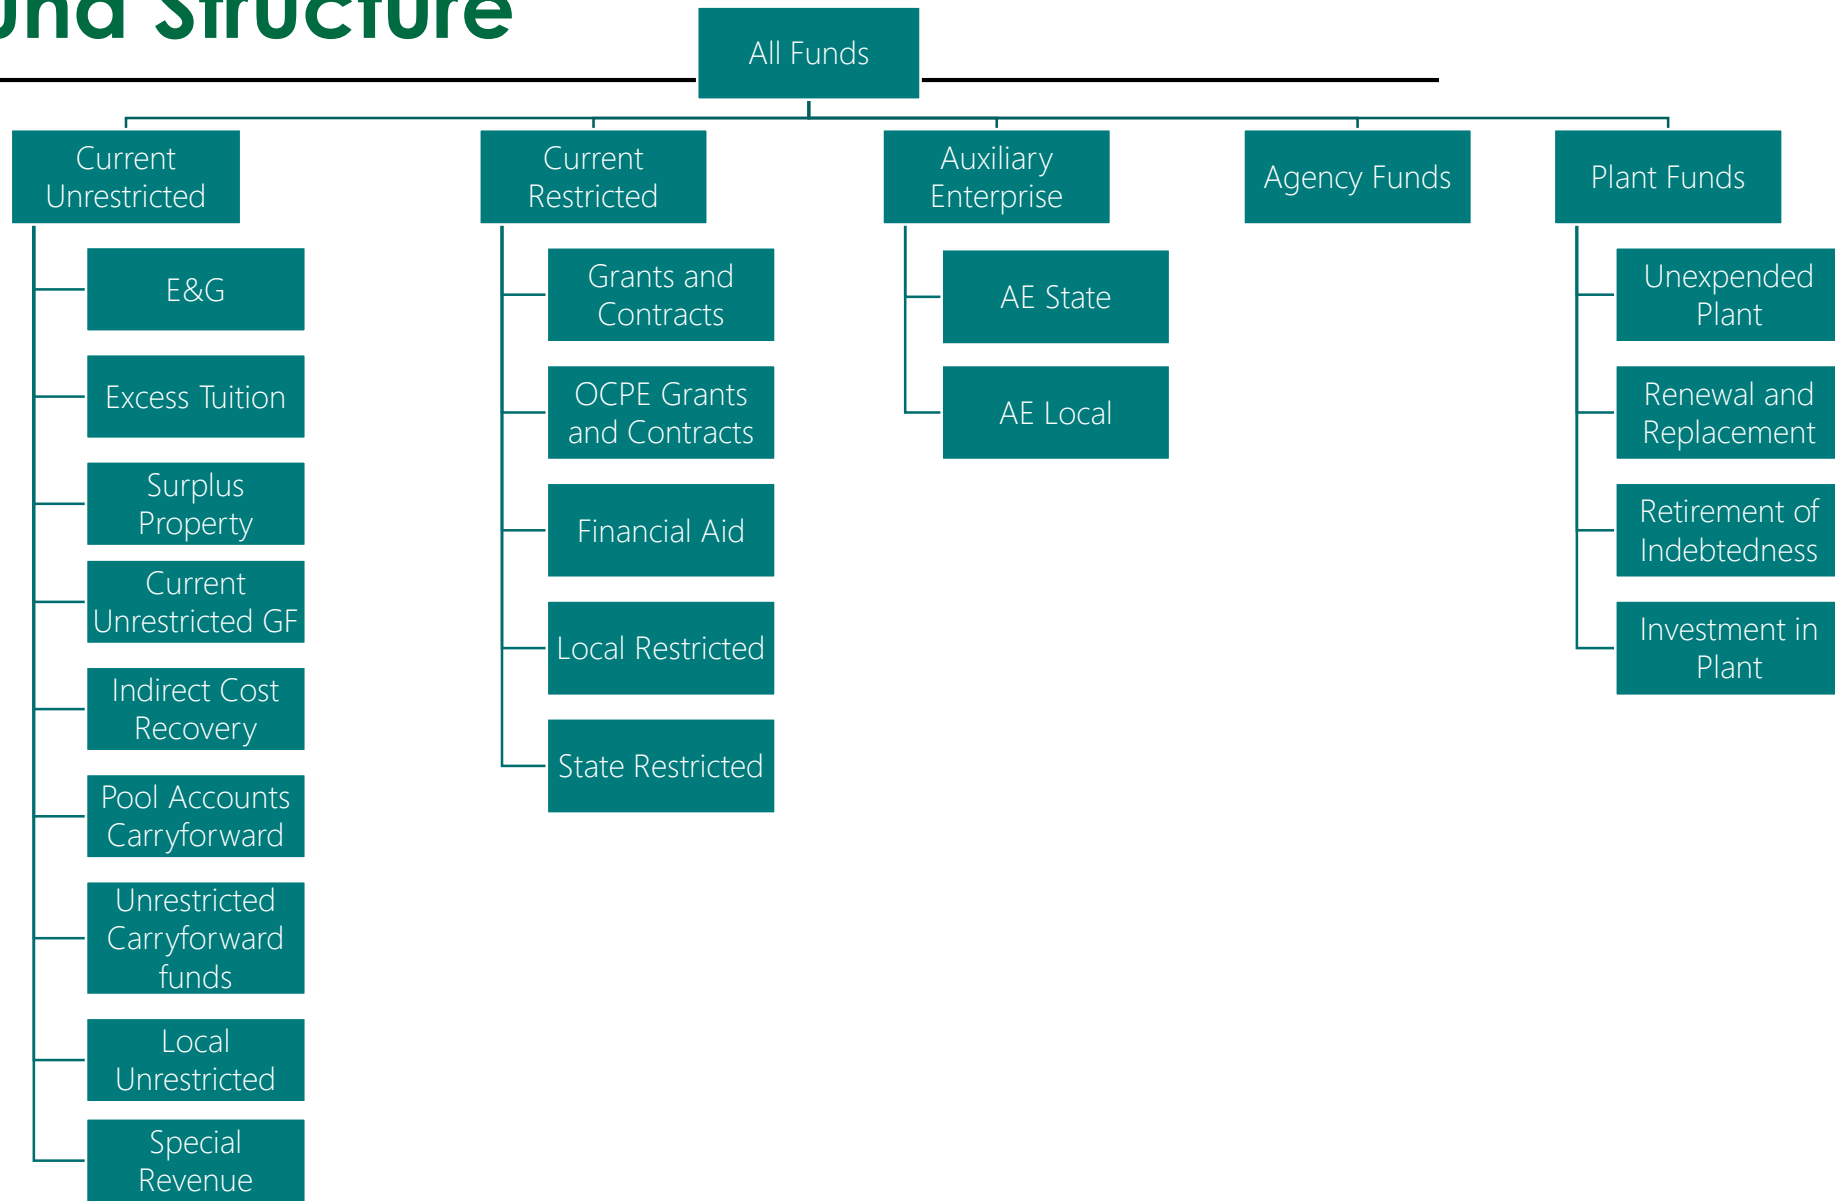 Structure
All Funds
Current
Unrestricted
E&G
Excess Tuition
Surplus
Property
Current
Unrestricted GF
Indirect Cost
Recovery
Pool Accounts
Carryforward
Unrestricted
Carryforward
funds
Local
Unrestricted
Special
Revenue
Current
Restricted
Grants and
Contracts
OCPE Grants
and Contracts
Financial Aid
Local Restricted
State Restricted
Auxiliary
Enterprise
AE State
AE Local
Agency Funds
Plant Funds
Unexpended
Plant
Renewal and
Replacement
Retirement of
Indebtedness
Investment in
Plant